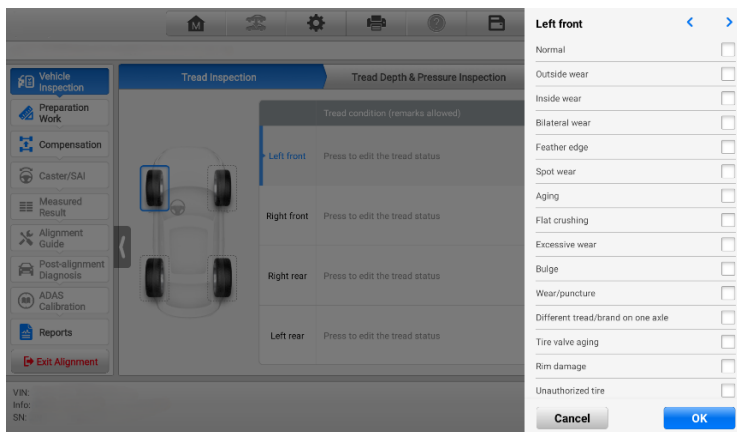 M
Vehicle
Inspection
Preparation
Work
Compensation
Caster/SAI
Measured
Result
Alignment
Guide
Post-alignment
Diagnosis
ADAS
Calibration
Reports
Exit Alignment
Tread Inspection
Tread Depth & Pressure Inspection
Tread condition (remarks allowed)
Left front
Press to edit the tread status
Right front
Press to edit the tread status
Right rear
Press to edit the tread status
Left rear
Press to edit the tread status
VIN:
Info:
SN:
Left front
Normal
Outside wear
Inside wear
Bilateral wear
Feather edge
Spot wear
Aging
Flat crushing
Excessive wear
Bulge
Wear/puncture
Different tread/brand on one axle
Tire valve aging
Rim damage
Unauthorized tire
Cancel
OK